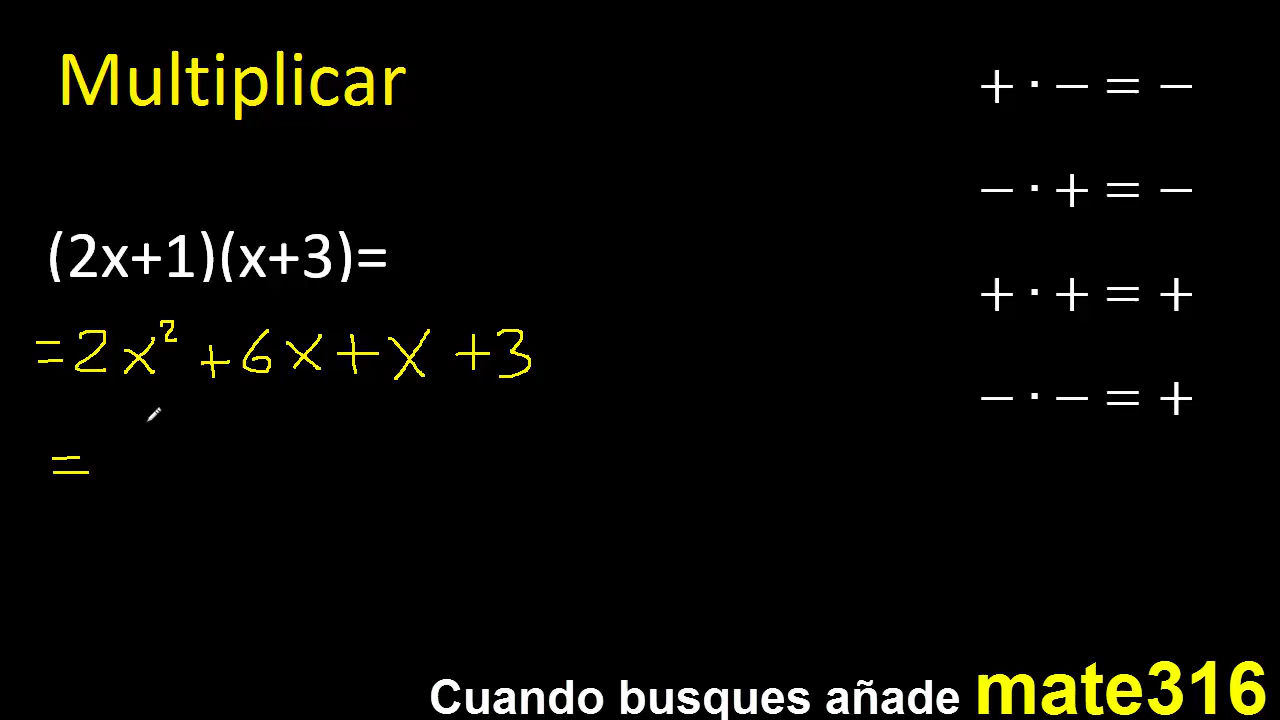 Multiplicar
(2x+1)(x+3)=
=2x²+6x+x+3
=
+·−=−
−·+=−
+·+=+
−·−=+
Cuando busques añade mate316